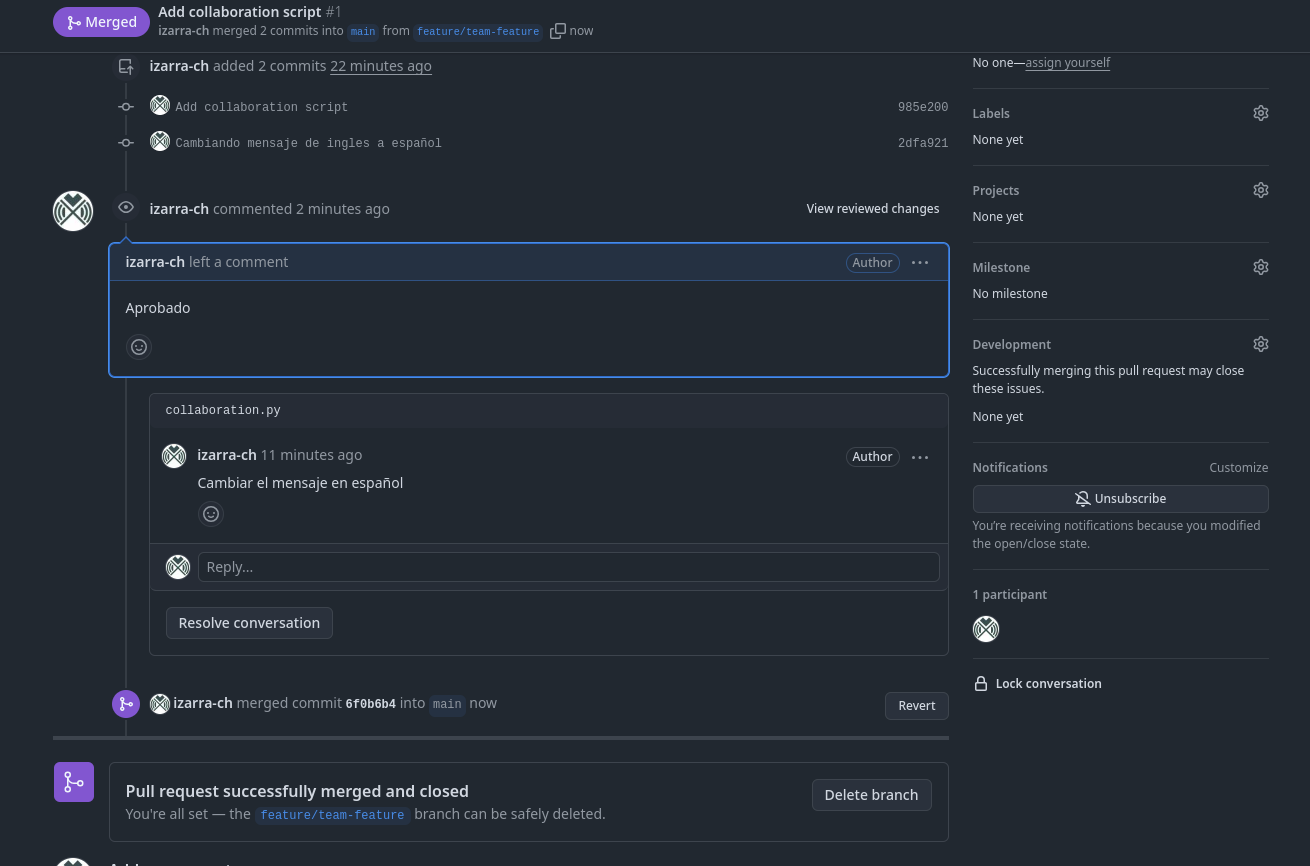 Merged
Add collaboration script #1
izarra-ch merged 2 commits into main from feature/team-feature now
izarra-ch added 2 commits 22 minutes ago
Add collaboration script 985e200
Cambiando mensaje de ingles a español 2dfa921
izarra-ch commented 2 minutes ago View reviewed changes
izarra-ch left a comment Author
Aprobado
collaboration.py
izarra-ch 11 minutes ago Author
Cambiar el mensaje en español
Reply...
Resolve conversation
izarra-ch merged commit 6f0b6b4 into main now Revert
Pull request successfully merged and closed
You're all set — the feature/team-feature branch can be safely deleted.
Delete branch
No one—assign yourself
Labels
None yet
Projects
None yet
Milestone
No milestone
Development
Successfully merging this pull request may close
these issues.
None yet
Notifications Customize
Unsubscribe
You're receiving notifications because you modified
the open/close state.
1 participant
Lock conversation